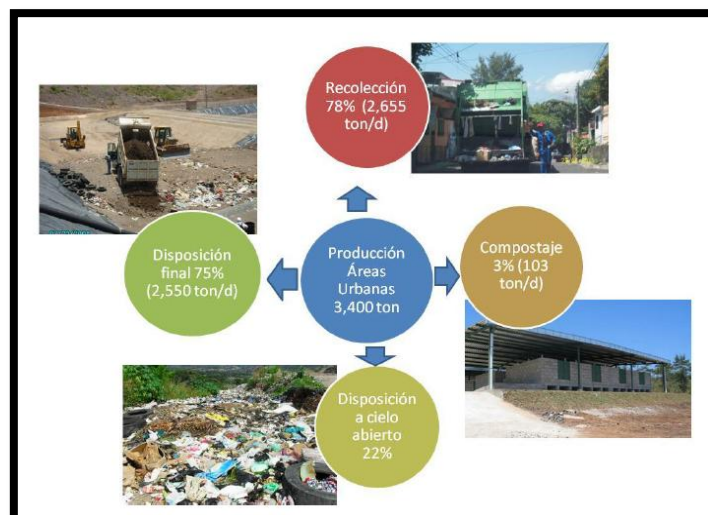 Recolección
78% (2,655
ton/d)
Disposición
final 75%
(2,550 ton/d)
Producción
Áreas
Urbanas
3,400 ton
Compostaje
3% (103
ton/d)
Disposición
a cielo
abierto
22%